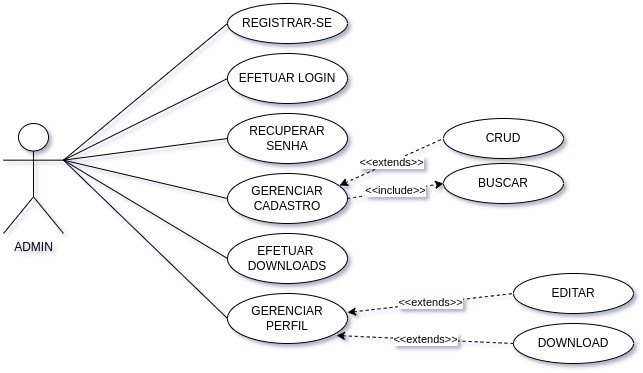 REGISTRAR-SE
EFETUAR LOGIN
RECUPERAR
SENHA
CRUD
<<extends>>
GERENCIAR
CADASTRO
<<include>>
BUSCAR
ADMIN
EFETUAR
DOWNLOADS
GERENCIAR
PERFIL
<<extends>>
EDITAR
<<extends>>
DOWNLOAD